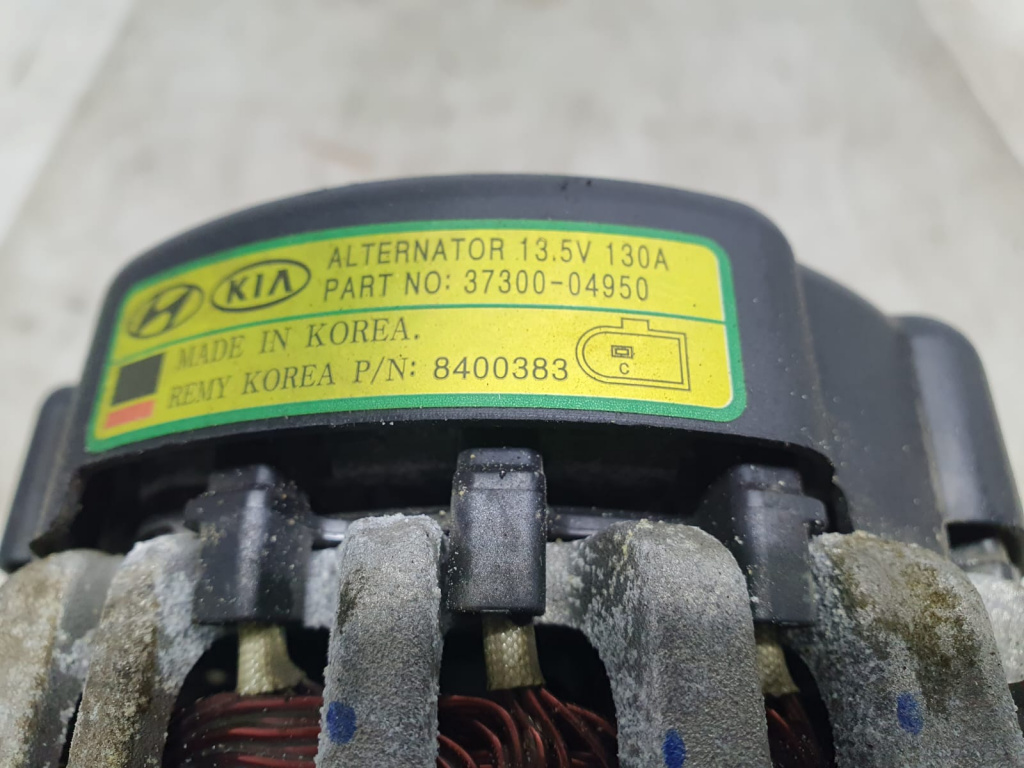 ALTERNATOR 13.5V 130A
KIA PART NO: 37300-04950
MADE IN KOREA.
REMY KOREA P/N: 8400383
C